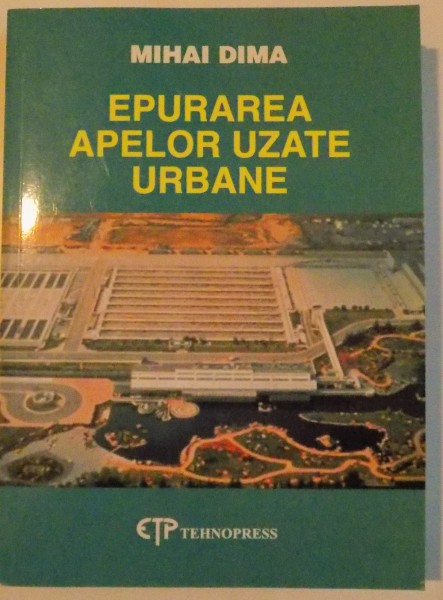 MIHAI DIMA
EPURAREA
APELOR UZATE
URBANE
ETP TEHNOPRESS